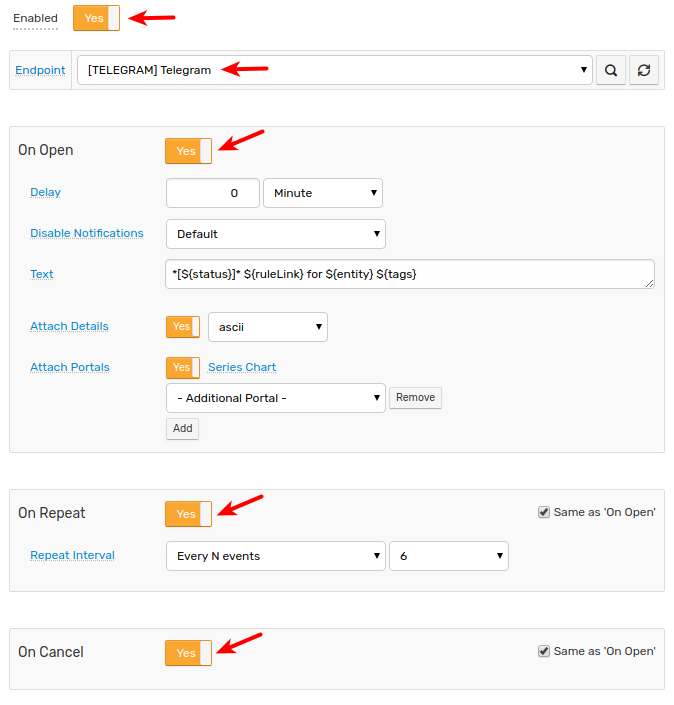 Enabled Yes
Endpoint [TELEGRAM] Telegram
On Open Yes
Delay 0 Minute
Disable Notifications Default
Text *[${status}]* ${ruleLink} for ${entity} ${tags}
Attach Details Yes ascii
Attach Portals Yes Series Chart
- Additional Portal - Remove
Add
On Repeat Yes Same as 'On Open'
Repeat Interval Every N events 6
On Cancel Yes Same as 'On Open'